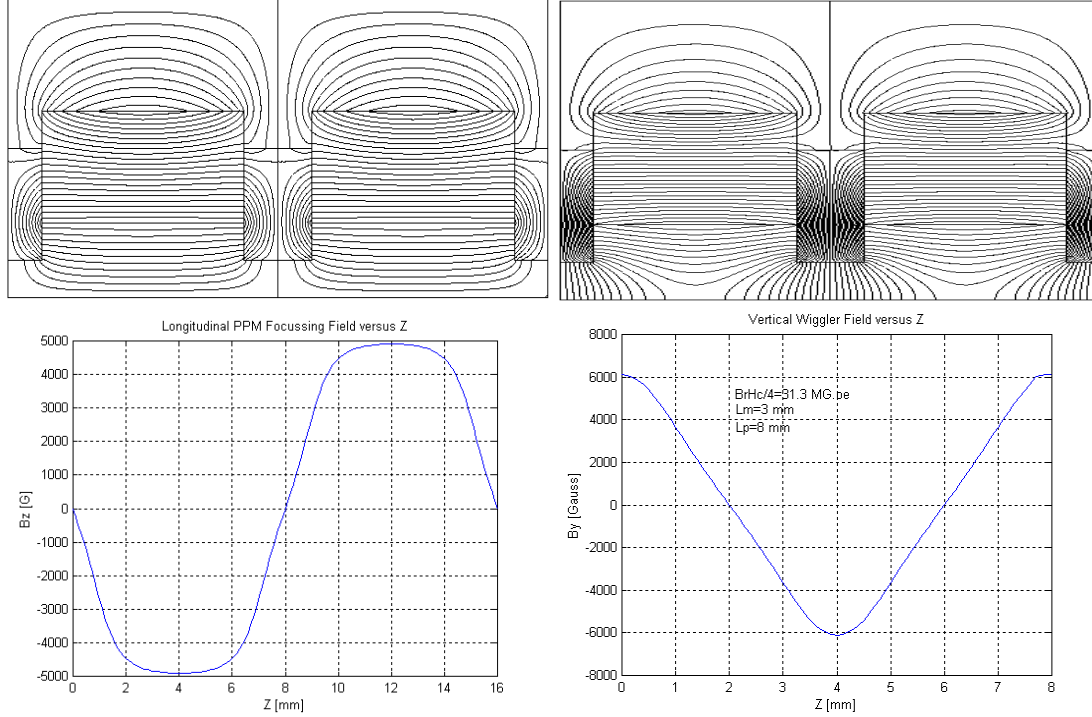 Longitudinal PPM Focussing Field versus Z
5000
4000
3000
2000
1000
0
-1000
-2000
-3000
-4000
-5000
Bz [G]
0 2 4 6 8 10 12 14 16
Z [mm]
Vertical Wiggler Field versus Z
8000
6000
4000
2000
0
-2000
-4000
-6000
-8000
By [Gauss]
BrHc/4=31.3 MG.oe
Lm=3 mm
Lp=8 mm
0 1 2 3 4 5 6 7 8
Z [mm]